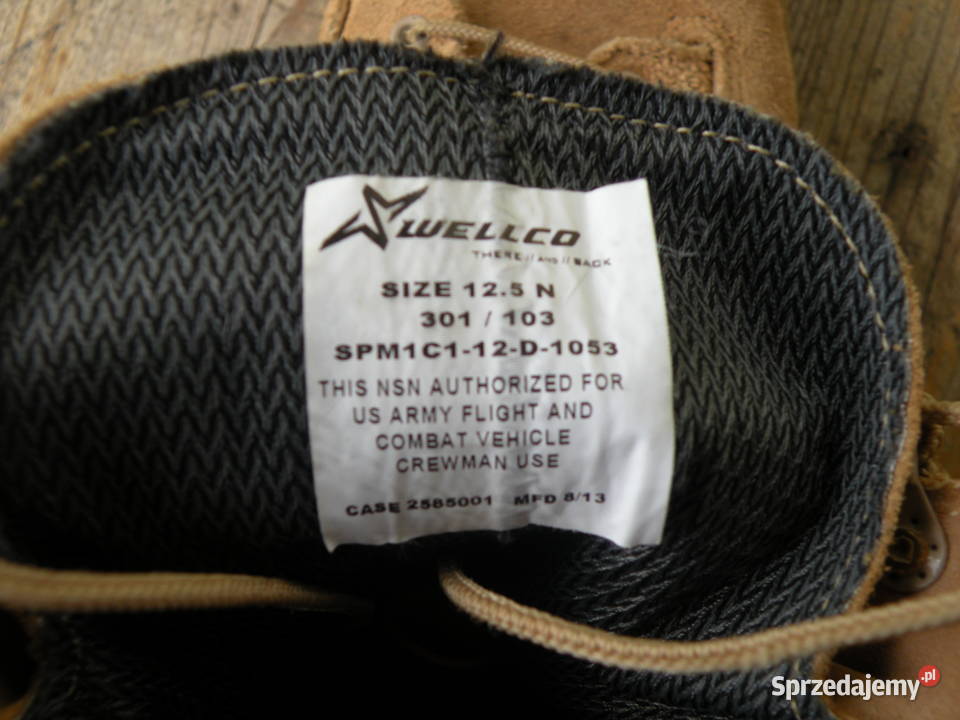 WELLCO
THERE // AND // BACK
SIZE 12.5 N
301 / 103
SPM1C1-12-D-1053
THIS NSN AUTHORIZED FOR
US ARMY FLIGHT AND
COMBAT VEHICLE
CREWMAN USE
CASE 2585001 MFD 8/13
Sprzedajemy.pl